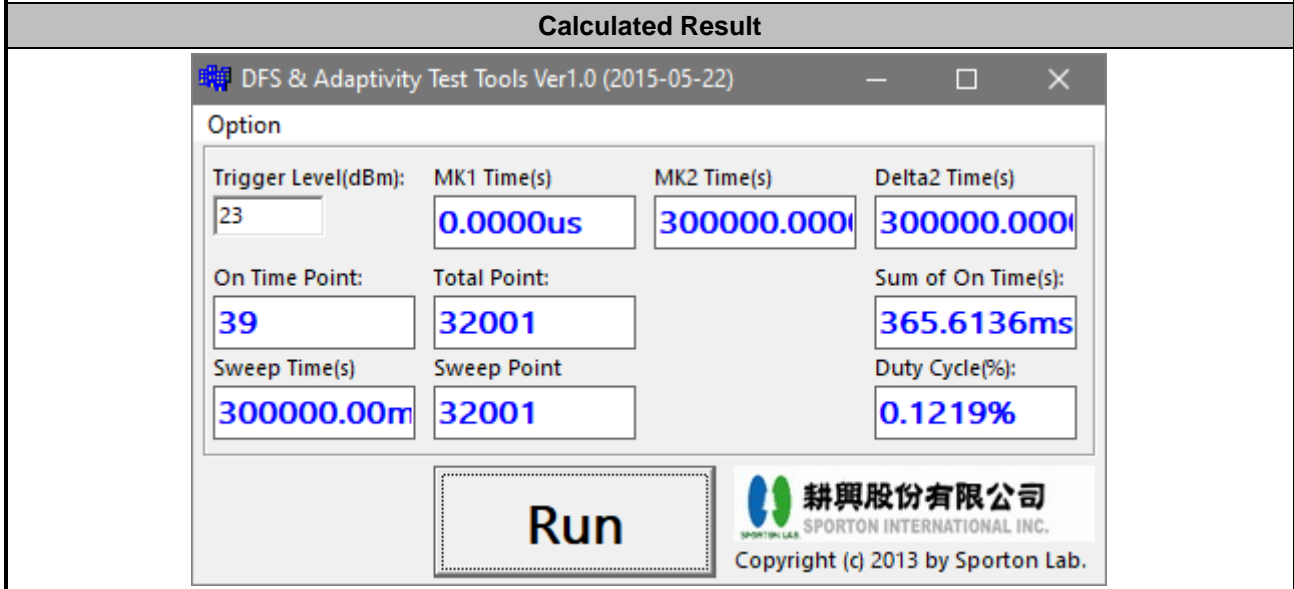 Calculated Result
DFS & Adaptivity Test Tools Ver1.0 (2015-05-22)
Option
Trigger Level(dBm): MK1 Time(s) MK2 Time(s) Delta2 Time(s)
23 0.0000us 300000.000 300000.000
On Time Point: Total Point: Sum of On Time(s):
39 32001 365.6136ms
Sweep Time(s) Sweep Point Duty Cycle(%):
300000.00m 32001 0.1219%
Run
耕興股份有限公司
SPORTON LAB. SPORTON INTERNATIONAL INC.
Copyright (c) 2013 by Sporton Lab.